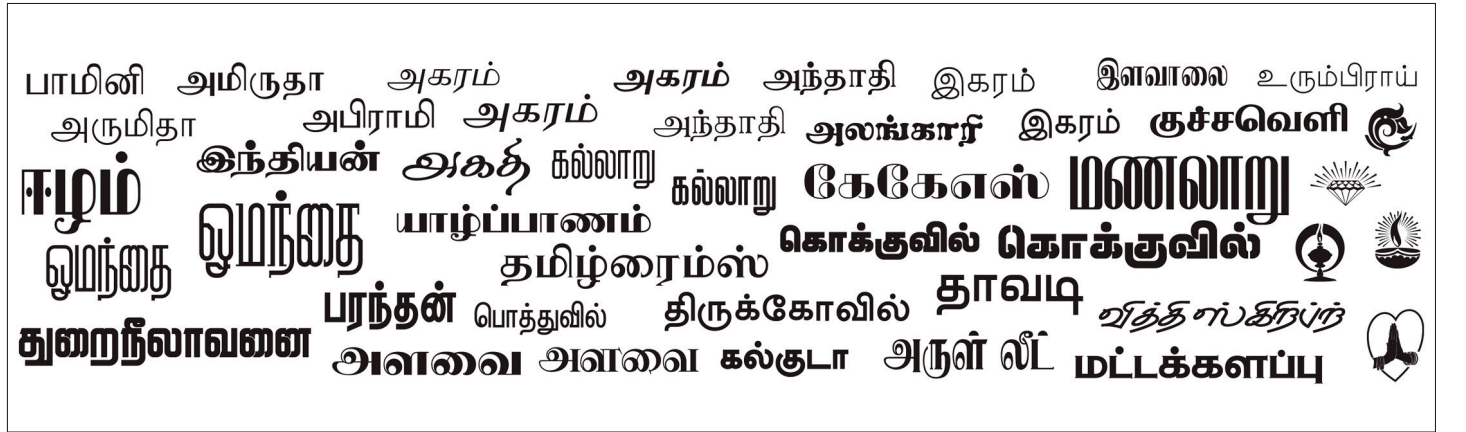 பாமினி அமிருதா அகரம் அகரம் அந்தாதி இகரம் இளவாலை உரும்பிராய்
அருமிதா அபிராமி அகரம் அந்தாதி அலங்காரி இகரம் குச்சவெளி
ஈழம் இந்தியன் அகதி கல்லாறு கல்லாறு கேகேஎஸ் மணலாறு
ஓமந்தை ஓமந்தை யாழ்ப்பாணம் தமிழ்ரைம்ஸ் கொக்குவில் கொக்குவில்
பரந்தன் பொத்துவில் திருக்கோவில் தாவடி வித்தி ஸ்கிறிப்ற்
துறைநீலாவனை அளவை அளவை கல்குடா அருள் லீட் மட்டக்களப்பு